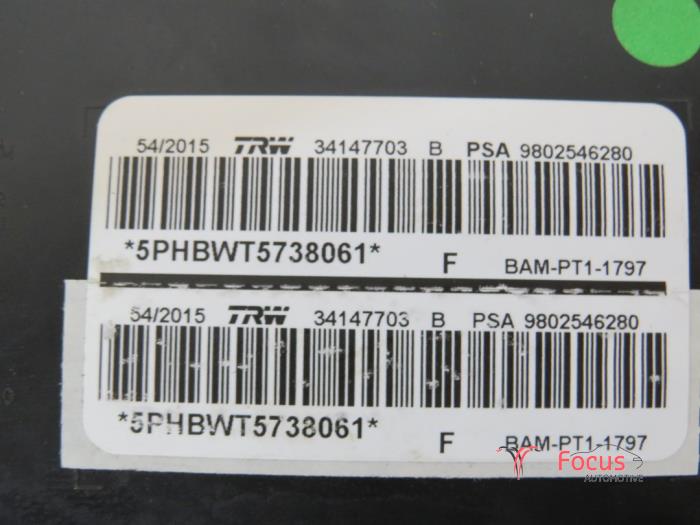 54/2015 TRW 34147703 B PSA 9802546280
*5PHBWT5738061* F BAM-PT1-1797
54/2015 TRW 34147703 B PSA 9802546280
*5PHBWT5738061* F BAM-PT1-1797
Focus
AUTOMOTIVE